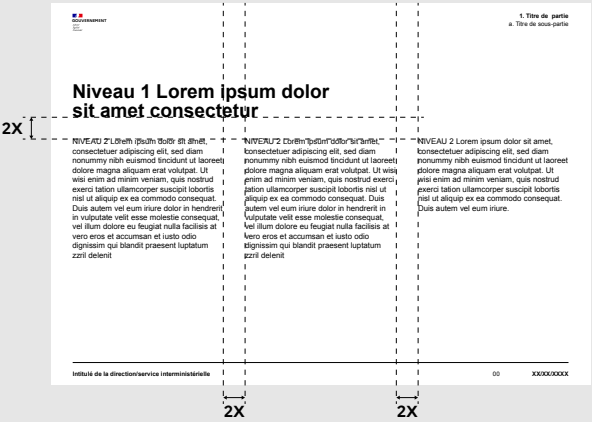 GOUVERNEMENT
1. Titre de partie
a. Titre de sous-partie
Niveau 1 Lorem ipsum dolor
sit amet consectetur
2X
NIVEAU 2 Lorem ipsum dolor sit amet,
consectetuer adipiscing elit, sed diam
nonummy nibh euismod tincidunt ut laoreet
dolore magna aliquam erat volutpat. Ut
wisi enim ad minim veniam, quis nostrud
exerci tation ullamcorper suscipit lobortis
nisl ut aliquip ex ea commodo consequat.
Duis autem vel eum iriure dolor in hendrerit
in vulputate velit esse molestie consequat,
vel illum dolore eu feugiat nulla facilisis at
vero eros et accumsan et iusto odio
dignissim qui blandit praesent luptatum
zzril delenit
NIVEAU 2 Lorem ipsum dolor sit amet,
consectetuer adipiscing elit, sed diam
nonummy nibh euismod tincidunt ut laoreet
dolore magna aliquam erat volutpat. Ut wisi
enim ad minim veniam, quis nostrud exerci
tation ullamcorper suscipit lobortis nisl ut
aliquip ex ea commodo consequat. Duis
autem vel eum iriure dolor in hendrerit in
vulputate velit esse molestie consequat,
vel illum dolore eu feugiat nulla facilisis at
vero eros et accumsan et iusto odio
dignissim qui blandit praesent luptatum
zzril delenit
NIVEAU 2 Lorem ipsum dolor sit amet,
consectetuer adipiscing elit, sed diam
nonummy nibh euismod tincidunt ut laoreet
dolore magna aliquam erat volutpat. Ut
wisi enim ad minim veniam, quis nostrud
exerci tation ullamcorper suscipit lobortis
nisl ut aliquip ex ea commodo consequat.
Duis autem vel eum iriure.
Intitulé de la direction/service interministérielle
00
XX/XX/XXXX
2X
2X